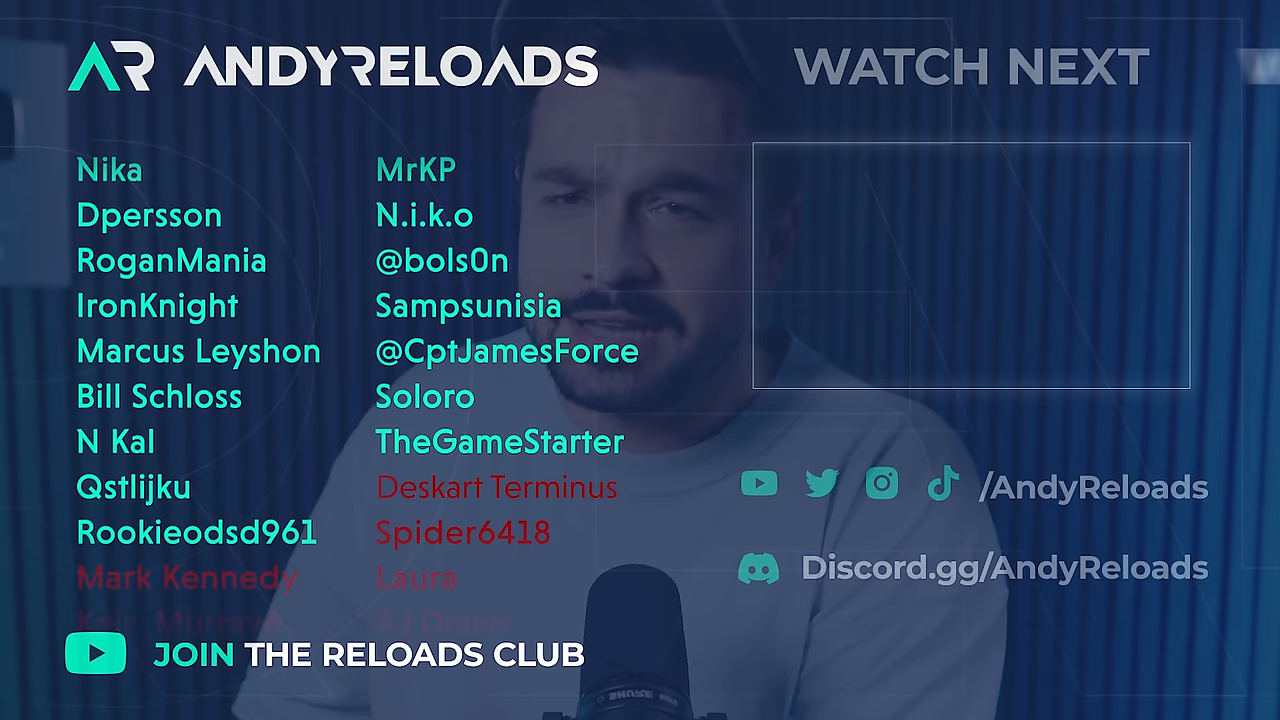 AR ANDYRELOADS
WATCH NEXT
Nika
Dpersson
RoganMania
IronKnight
Marcus Leyshon
Bill Schloss
N Kal
Qstlijku
Rookieodsd961
Mark Kennedy
MrKP
N.i.k.o
@bols0n
Sampsunisia
@CptJamesForce
Soloro
TheGameStarter
Deskart Terminus
Spider6418
Laura
/AndyReloads
Discord.gg/AndyReloads
JOIN THE RELOADS CLUB
SHURE